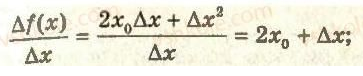 Δf(x)/Δx = (2x₀Δx + Δx²)/Δx = 2x₀ + Δx;